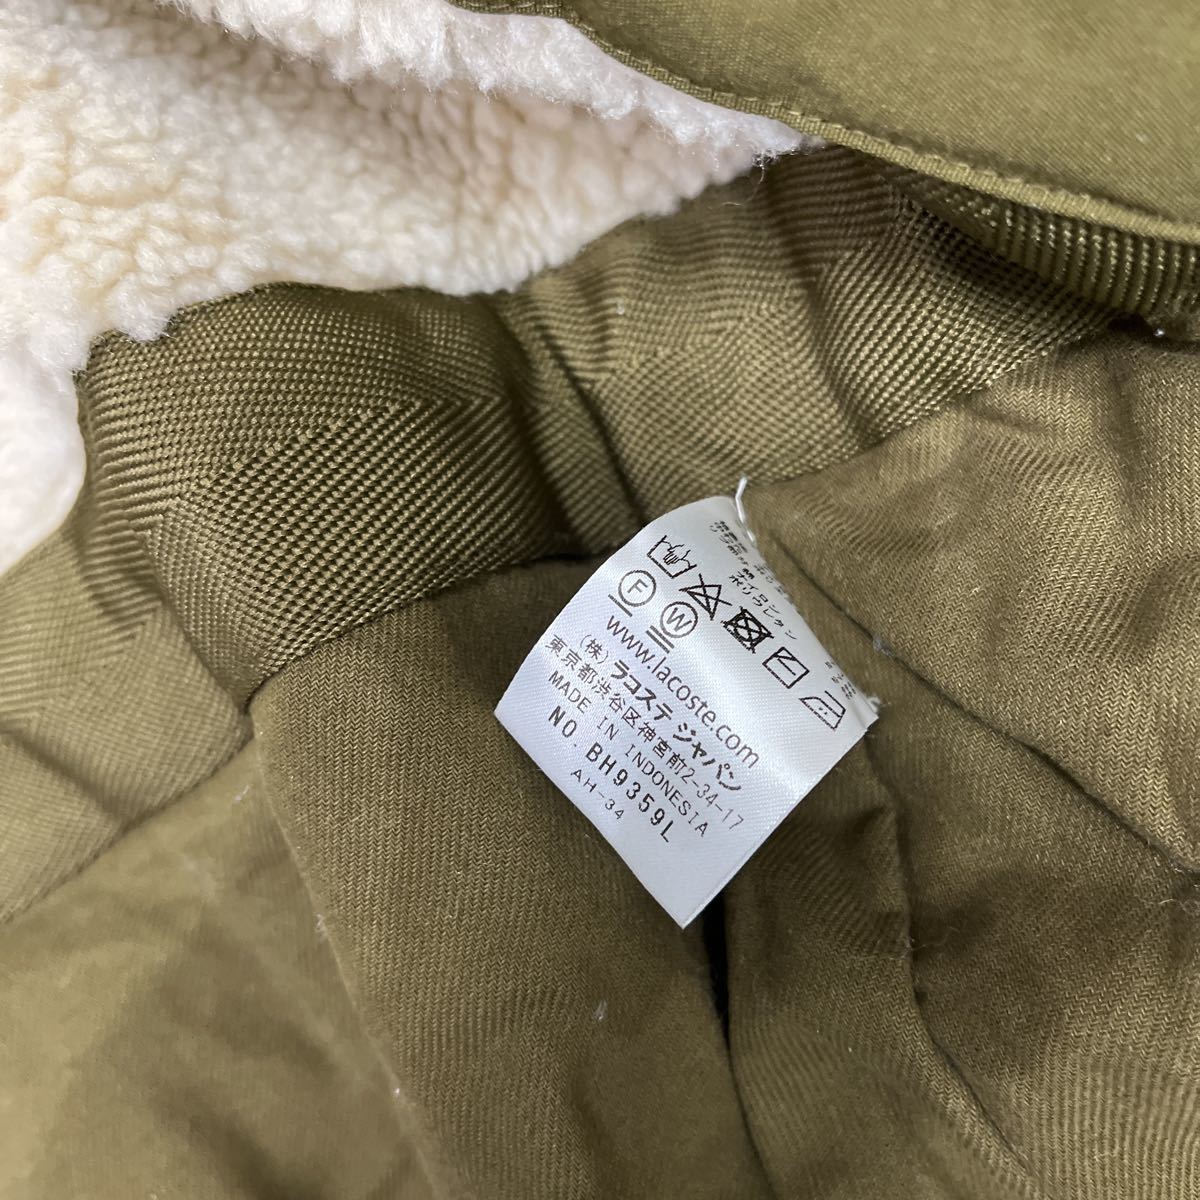 F
W
www.lacoste.com
(株) ラコステ ジャパン
東京都渋谷区神宮前2-34-17
MADE IN INDONESIA
NO. BH9359L
AH-34